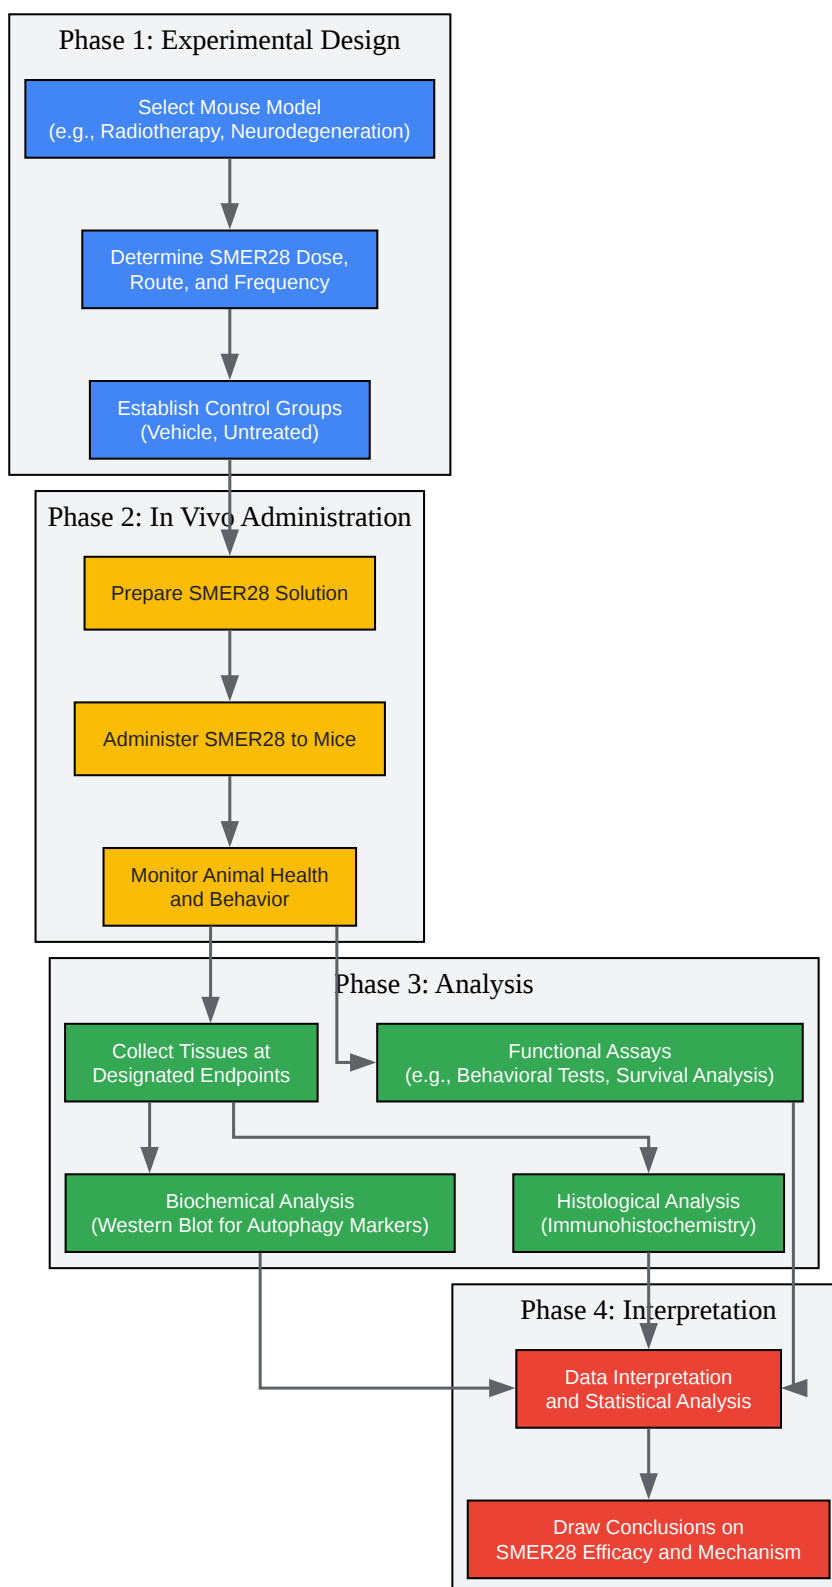 Phase 1: Experimental Design
Select Mouse Model
(e.g., Radiotherapy, Neurodegeneration)
Determine SMER28 Dose,
Route, and Frequency
Establish Control Groups
(Vehicle, Untreated)
Phase 2: In Vivo Administration
Prepare SMER28 Solution
Administer SMER28 to Mice
Monitor Animal Health
and Behavior
Phase 3: Analysis
Collect Tissues at
Designated Endpoints
Functional Assays
(e.g., Behavioral Tests, Survival Analysis)
Biochemical Analysis
(Western Blot for Autophagy Markers)
Histological Analysis
(Immunohistochemistry)
Phase 4: Interpretation
Data Interpretation
and Statistical Analysis
Draw Conclusions on
SMER28 Efficacy and Mechanism